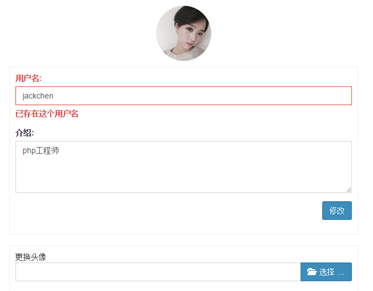 用户名:
jackchen
已存在这个用户名
介绍:
php工程师
修改
更换头像
选择 ...